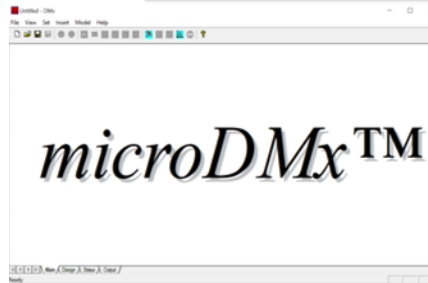 Untitled - DMx
File View Set Insert Model Help
microDMx™
Main Design Status Output
Ready